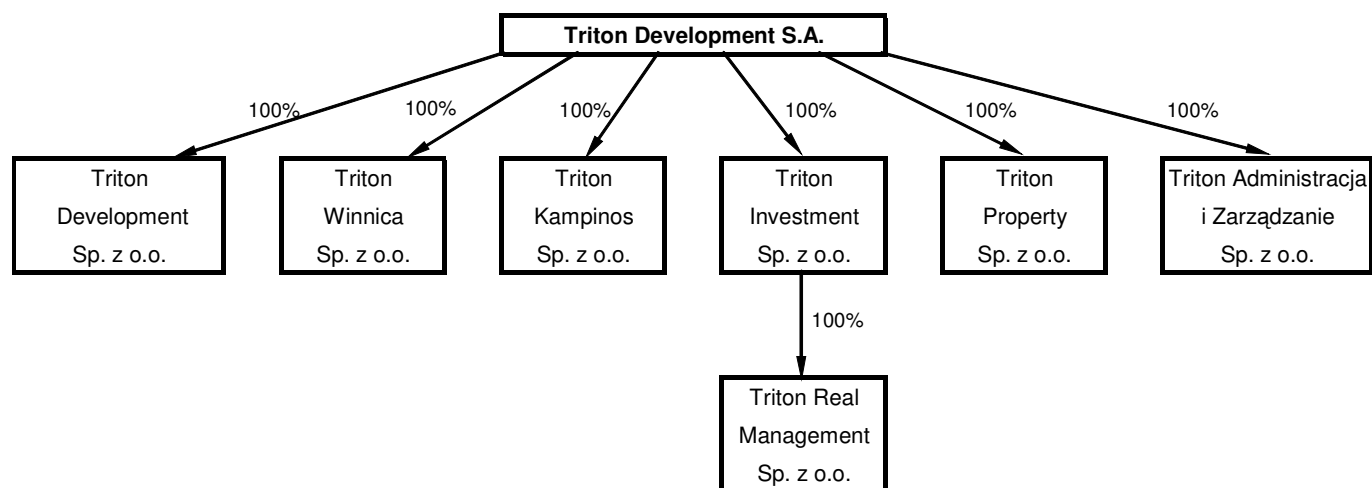 Triton Development S.A.
100%
100%
100%
100%
100%
100%
Triton
Development
Sp. z o.o.
Triton
Winnica
Sp. z o.o.
Triton
Kampinos
Sp. z o.o.
Triton
Investment
Sp. z o.o.
Triton
Property
Sp. z o.o.
Triton Administracja
i Zarządzanie
Sp. z o.o.
100%
Triton Real
Management
Sp. z o.o.